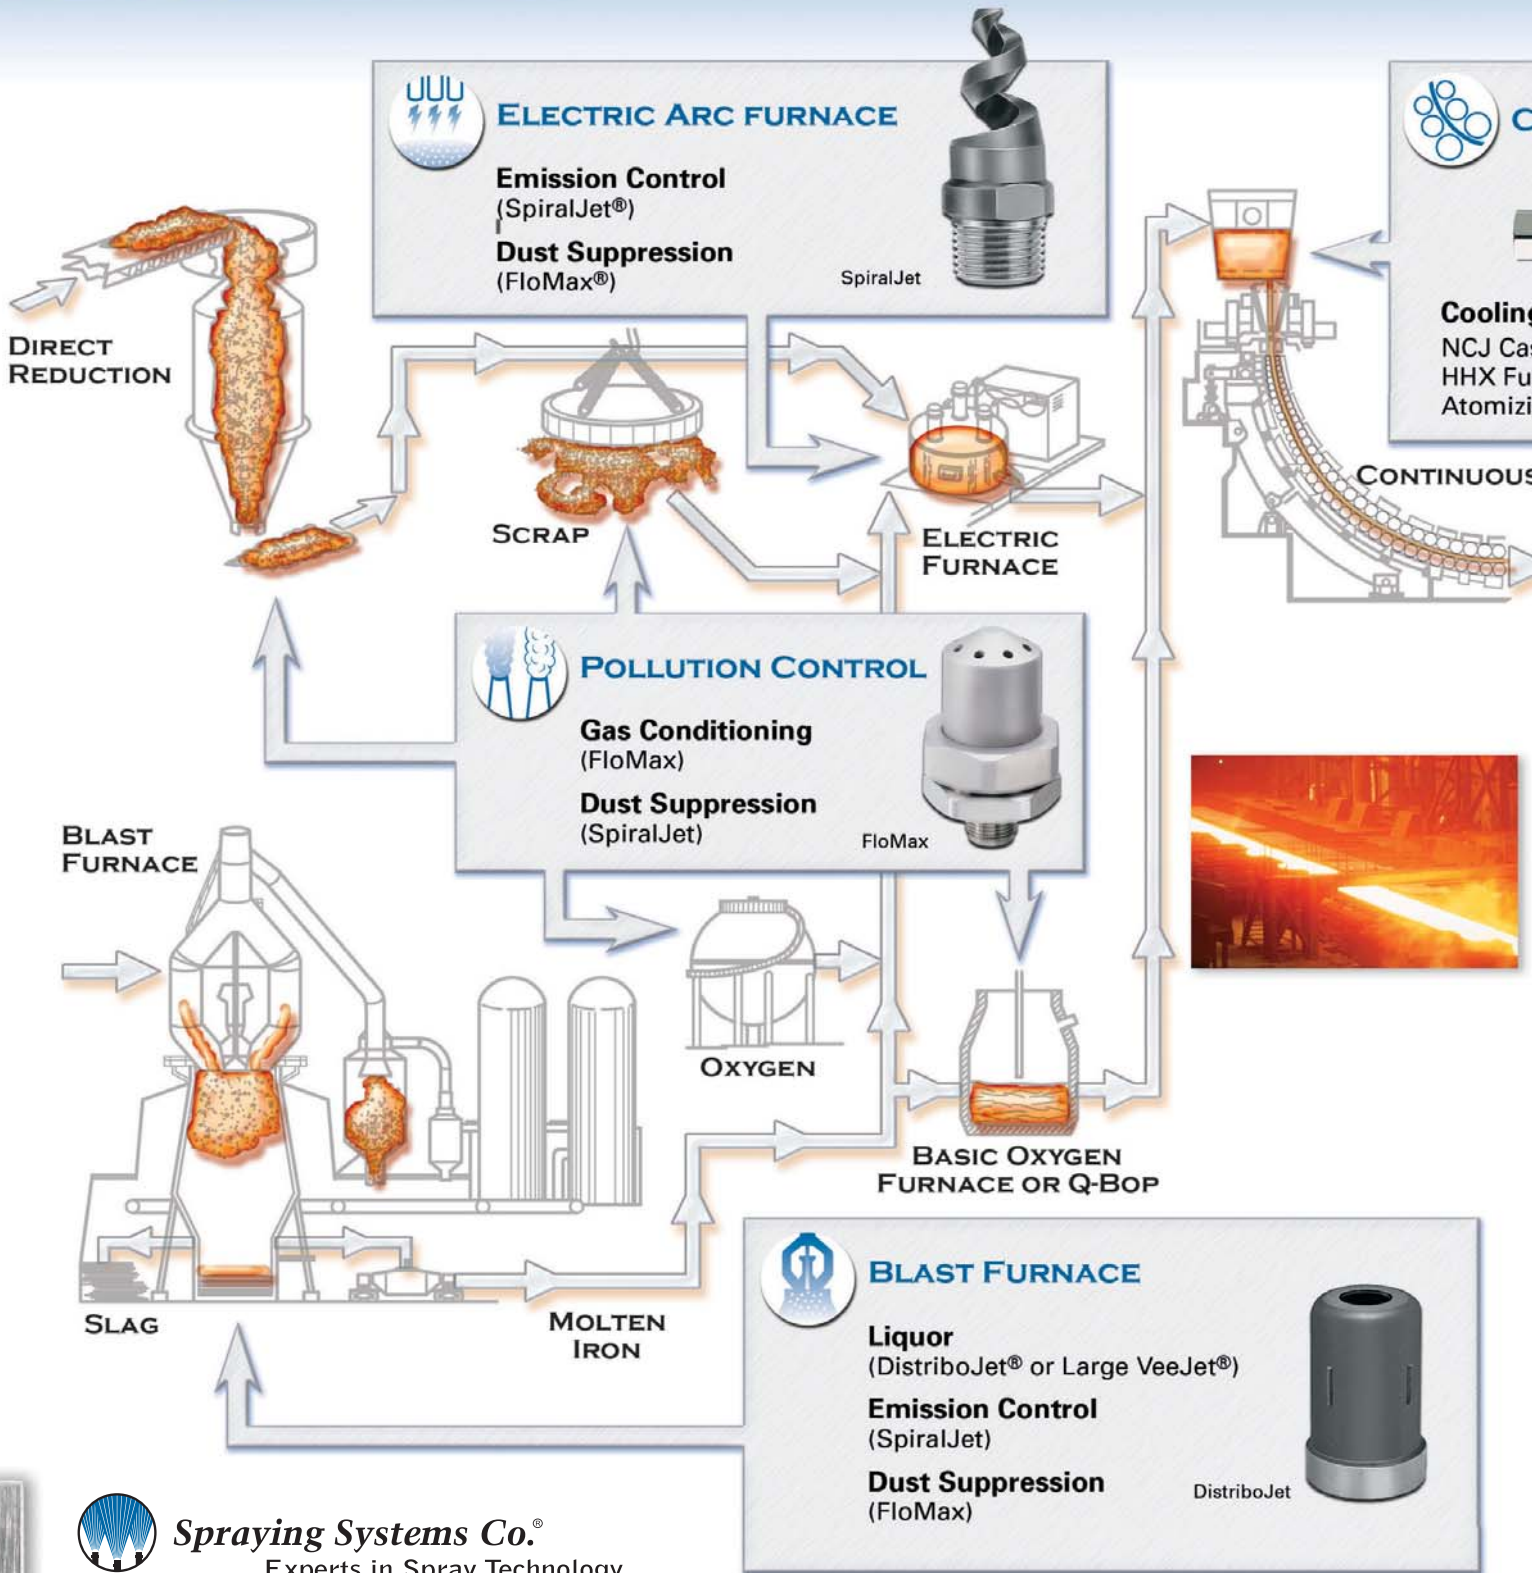 ELECTRIC ARC FURNACE
Emission Control
(SpiralJet®)
Dust Suppression
(FloMax®)
SpiralJet
Cooling
NCJ
HHX
DIRECT
REDUCTION
SCRAP
ELECTRIC
FURNACE
CONTINUOUS
POLLUTION CONTROL
Gas Conditioning
(FloMax)
Dust Suppression
(SpiralJet)
FloMax
BLAST
FURNACE
OXYGEN
BASIC OXYGEN
FURNACE OR Q-BOP
SLAG
MOLTEN
IRON
BLAST FURNACE
Liquor
(DistriboJet® or Large VeeJet®)
Emission Control
(SpiralJet)
Dust Suppression
(FloMax)
DistriboJet
Spraying Systems Co.®
Experts in Spray Technology